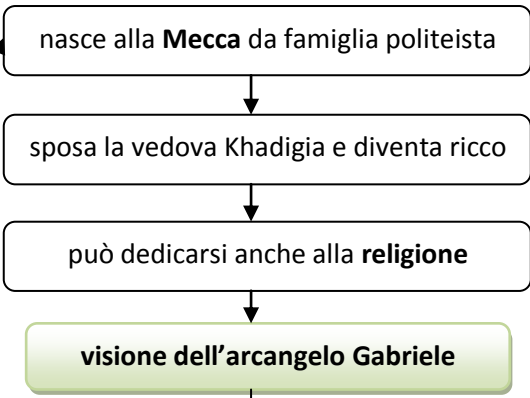 nasce alla Mecca da famiglia politeista
sposa la vedova Khadigia e diventa ricco
può dedicarsi anche alla religione
visione dell’arcangelo Gabriele